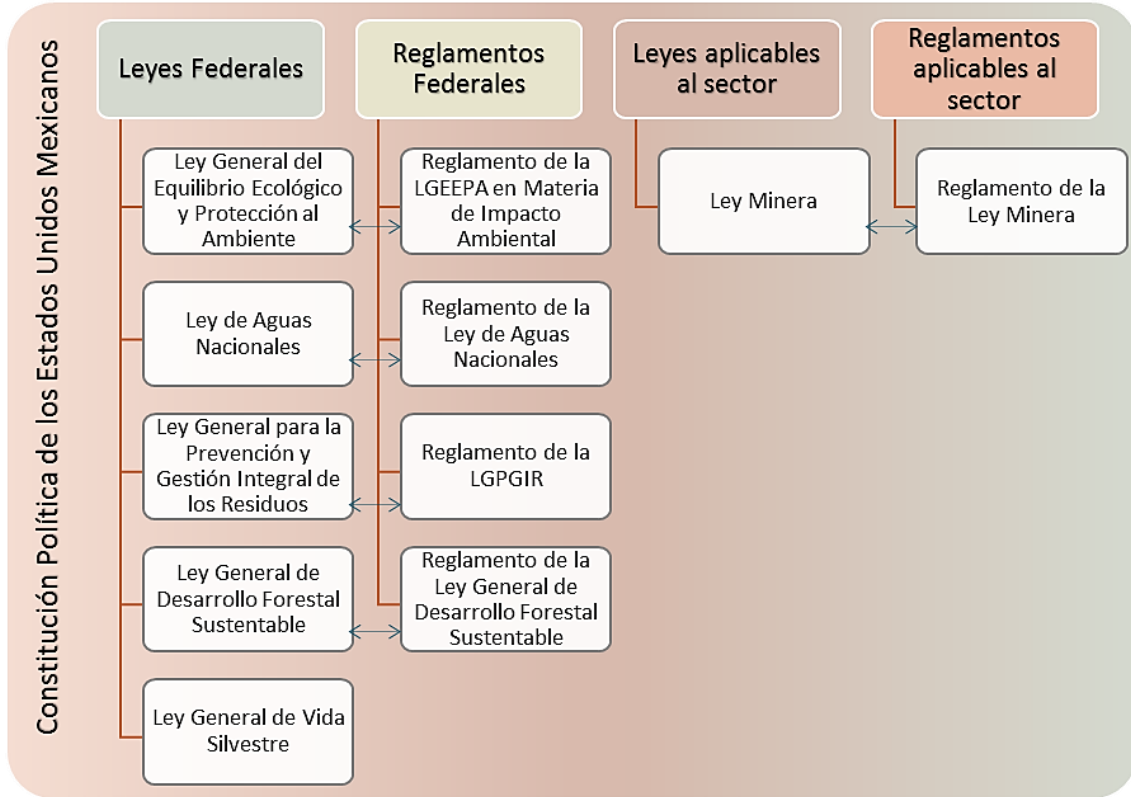 Constitución Política de los Estados Unidos Mexicanos
Leyes Federales
Ley General del
Equilibrio Ecológico
y Protección al
Ambiente
Ley de Aguas
Nacionales
Ley General para la
Prevención y
Gestión Integral de
los Residuos
Ley General de
Desarrollo Forestal
Sustentable
Ley General de Vida
Silvestre
Reglamentos
Federales
Reglamento de la
LGEEPA en Materia
de Impacto
Ambiental
Reglamento de la
Ley de Aguas
Nacionales
Reglamento de la
LGPGIR
Reglamento de la
Ley General de
Desarrollo Forestal
Sustentable
Leyes aplicables
al sector
Ley Minera
Reglamentos
aplicables al
sector
Reglamento de la
Ley Minera